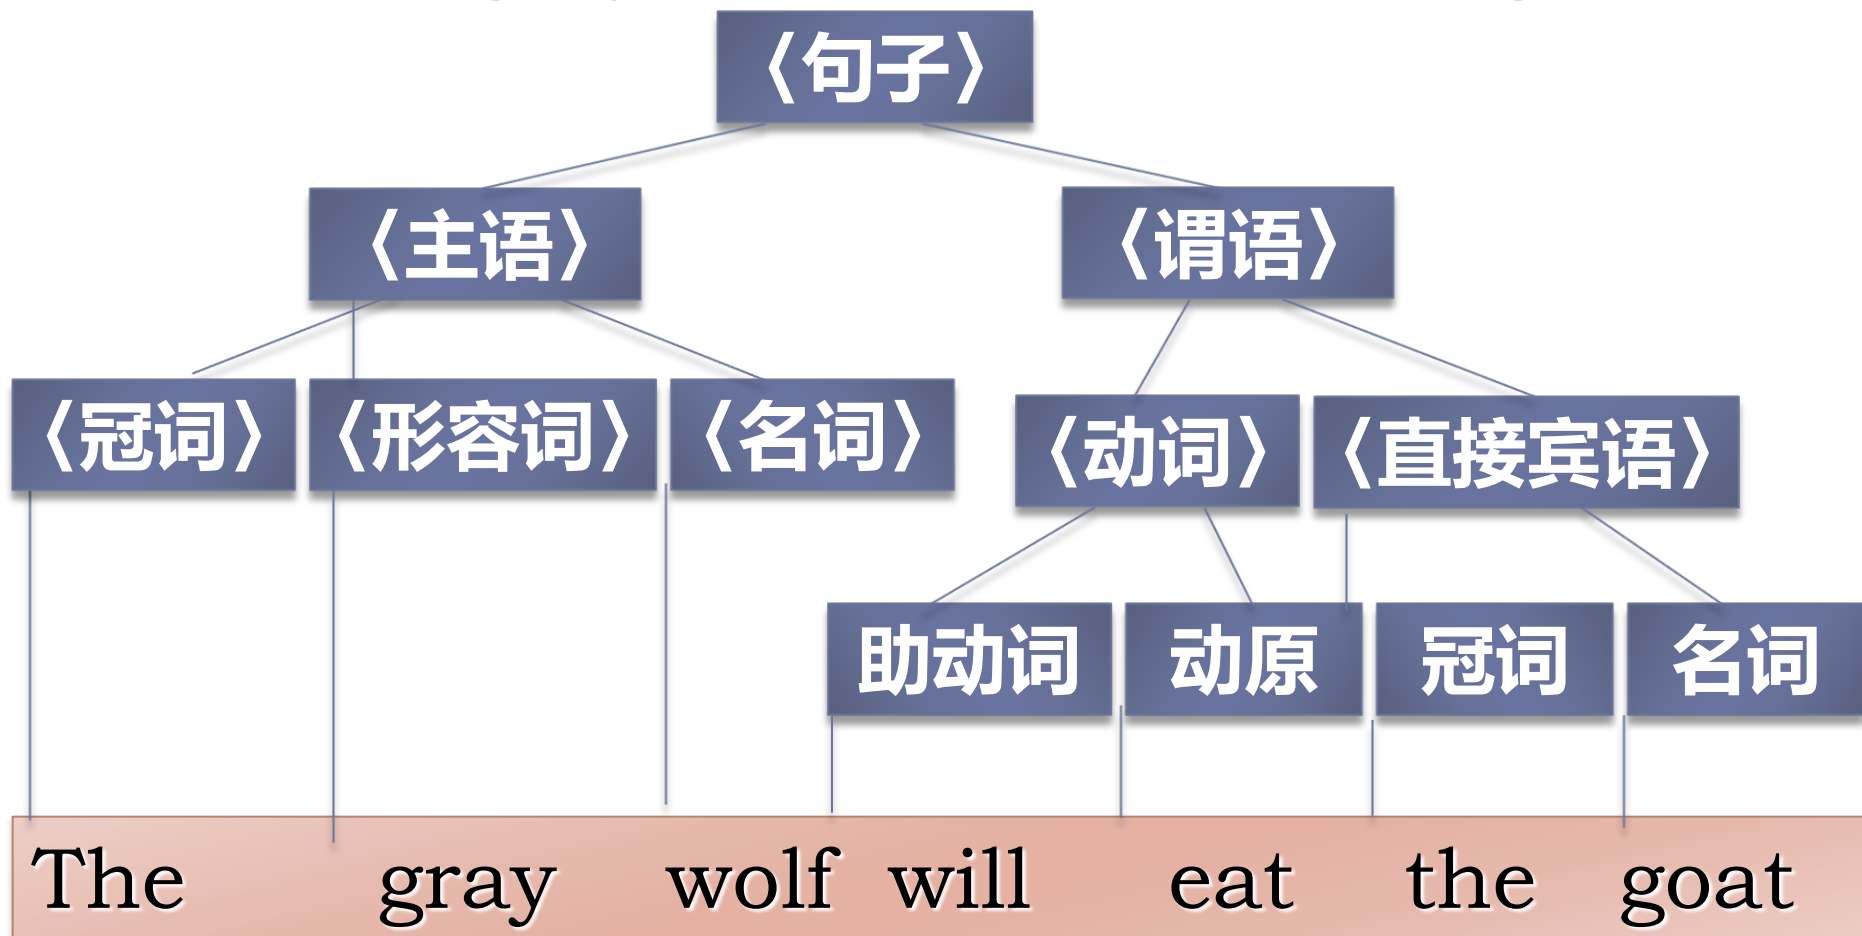 〈句子〉
〈主语〉 〈谓语〉
〈冠词〉 〈形容词〉 〈名词〉 〈动词〉 〈直接宾语〉
助动词 动原 冠词 名词
The gray wolf will eat the goat